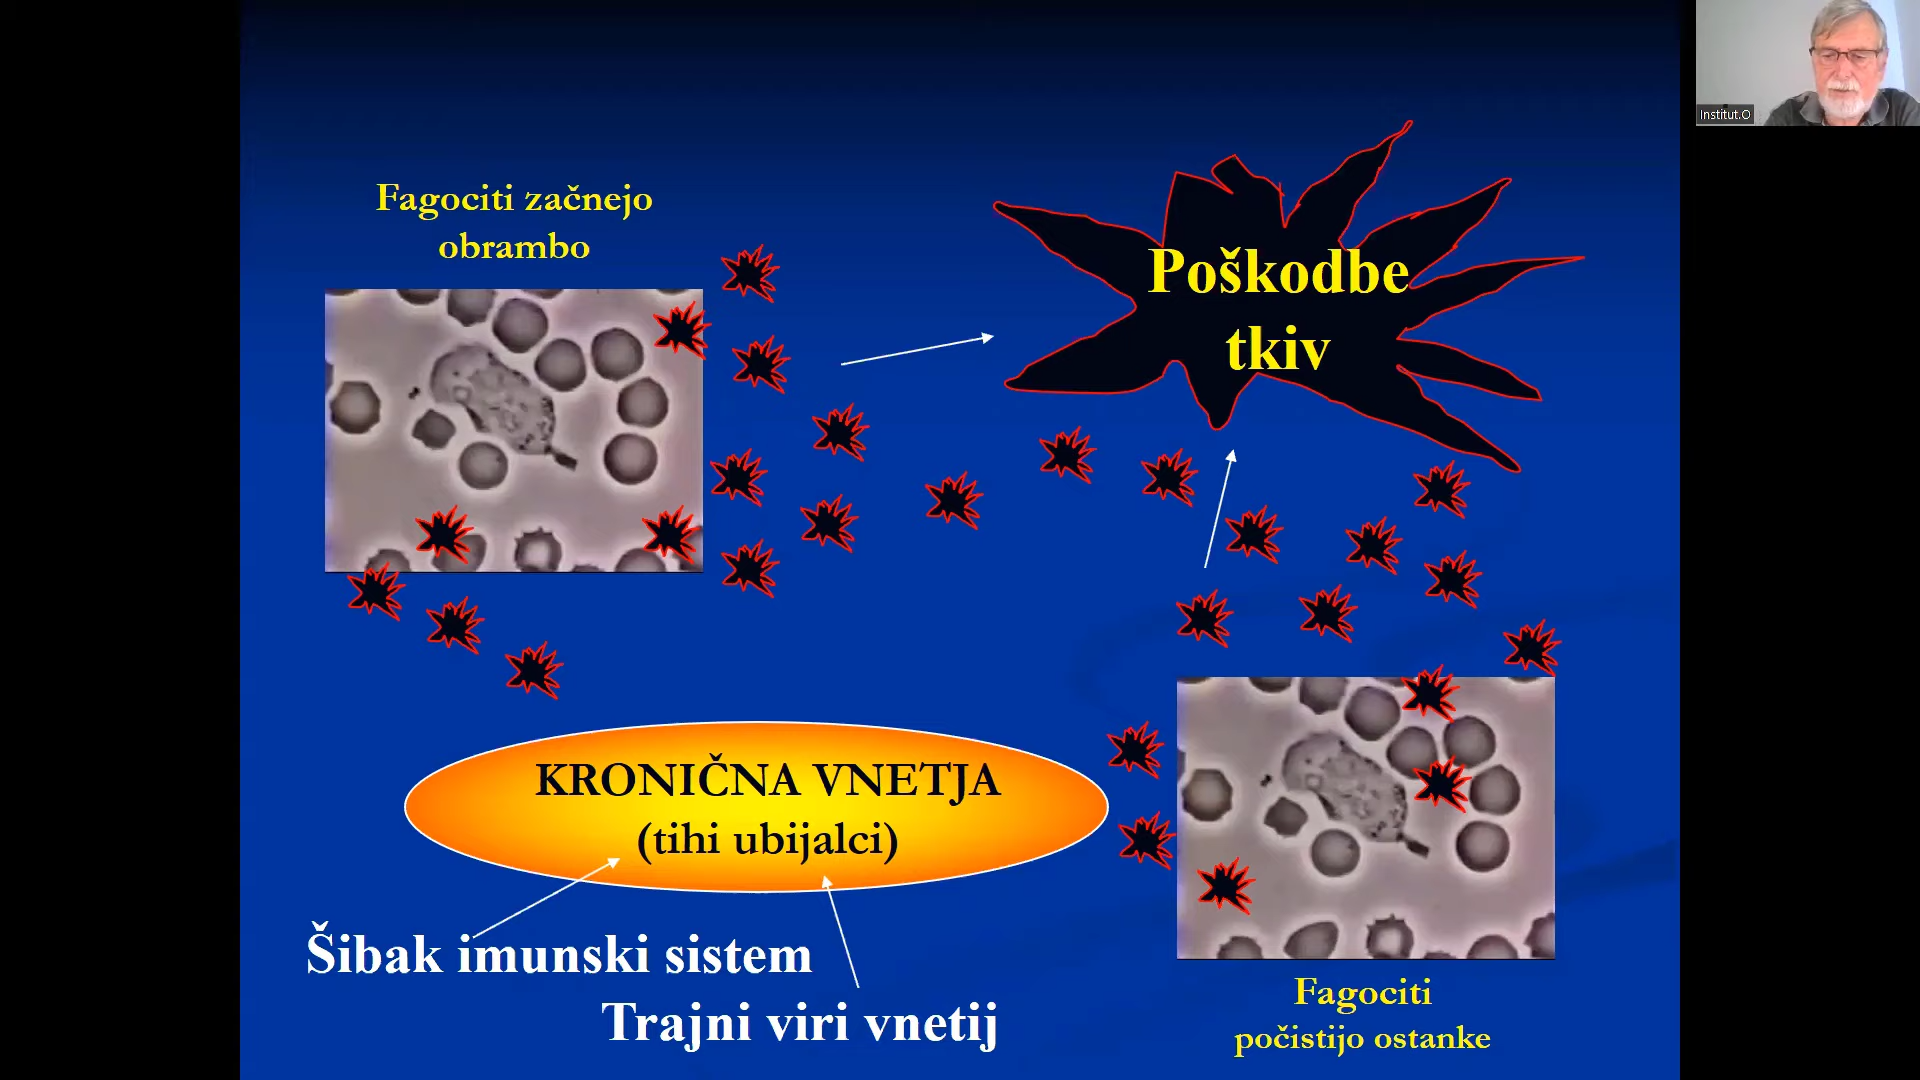 Institut.O
Fagociti začnejo
obrambo
Poškodbe
tkiv
KRONIČNA VNETJA
(tihi ubijalci)
Šibak imunski sistem
Trajni viri vnetij
Fagociti
počistijo ostanke